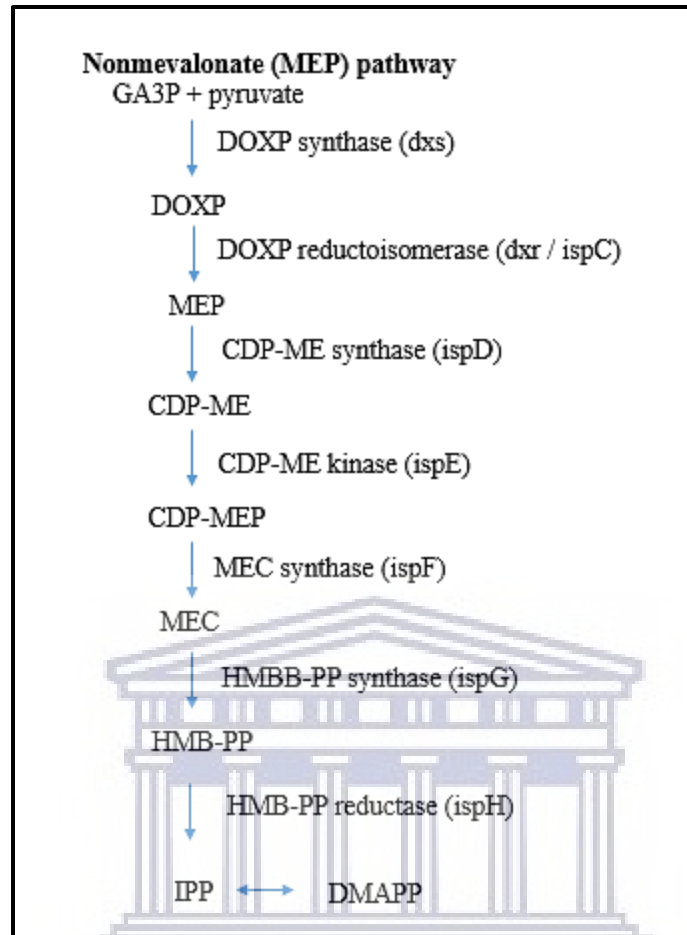 Nonmevalonate (MEP) pathway
GA3P + pyruvate
DOXP synthase (dxs)
DOXP
DOXP reductoisomerase (dxr / ispC)
MEP
CDP-ME synthase (ispD)
CDP-ME
CDP-ME kinase (ispE)
CDP-MEP
MEC synthase (ispF)
MEC
HMBB-PP synthase (ispG)
HMB-PP
HMB-PP reductase (ispH)
IPP DMAPP